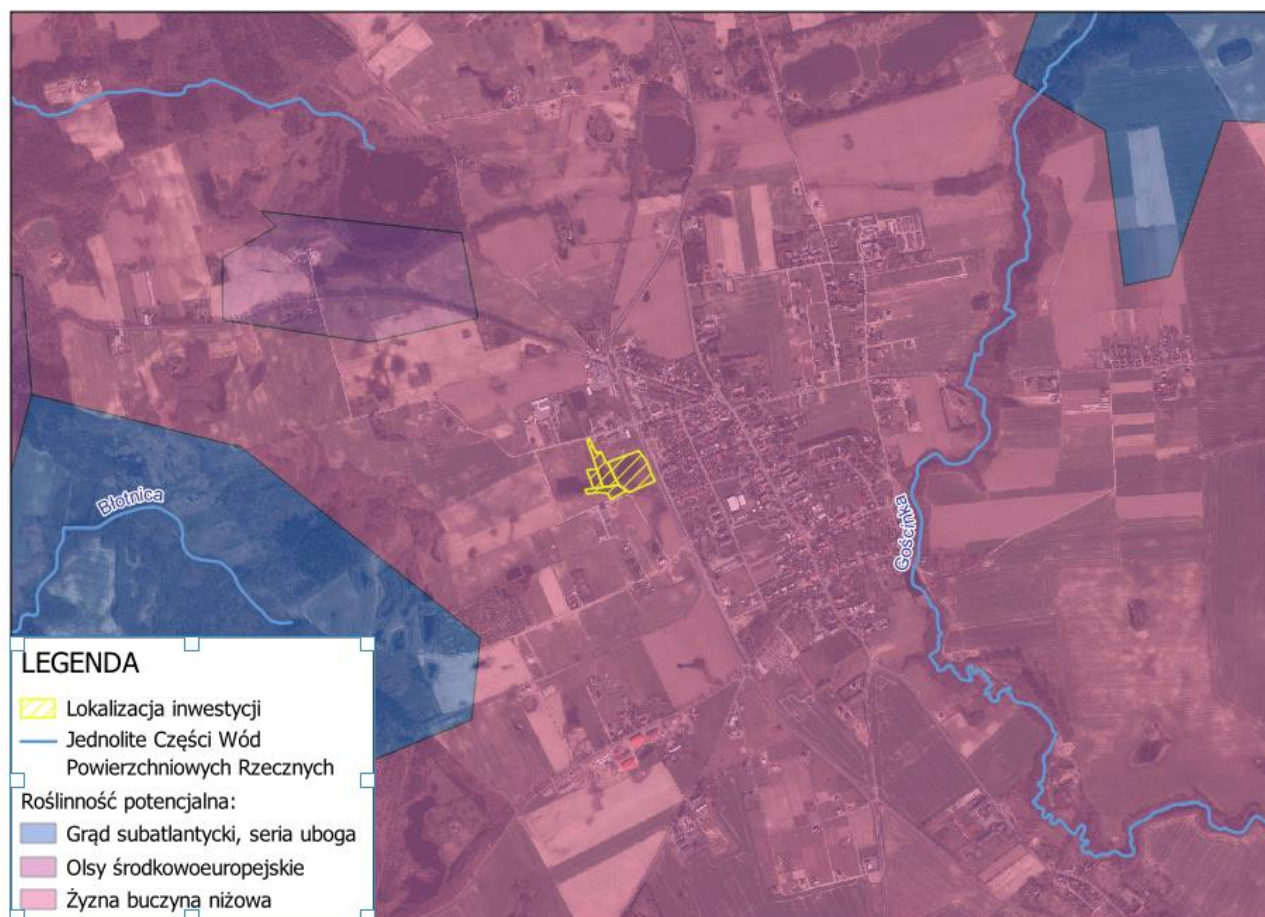 Błotnica
Gościnka
LEGENDA
Lokalizacja inwestycji
Jednolite Części Wód
Powierzchniowych Rzecznych
Roślinność potencjalna:
Grąd subatlantycki, seria uboga
Olsy środkowoeuropejskie
Żyzna buczyna niżowa